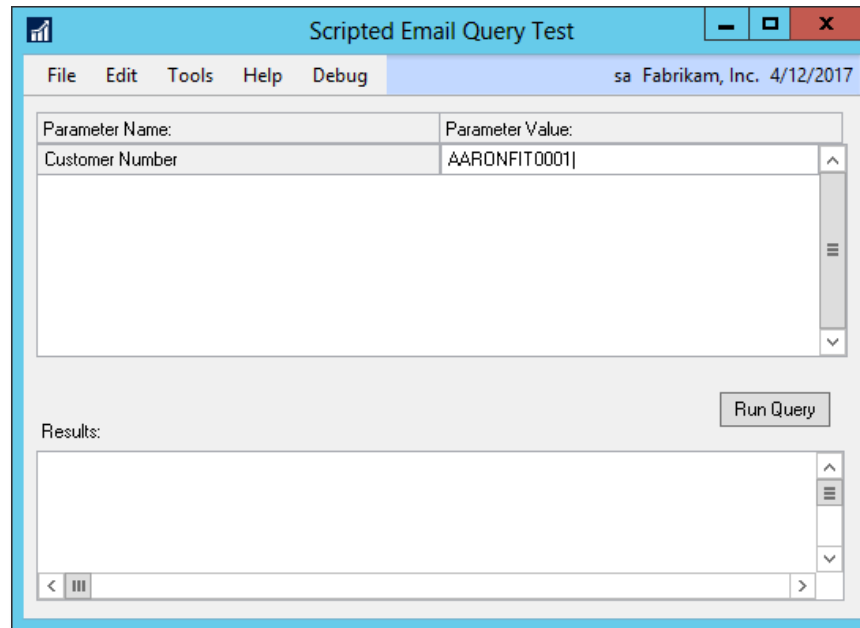 Scripted Email Query Test
File Edit Tools Help Debug sa Fabrikam, Inc. 4/12/2017
Parameter Name: Parameter Value:
Customer Number AARONFIT0001
Run Query
Results: